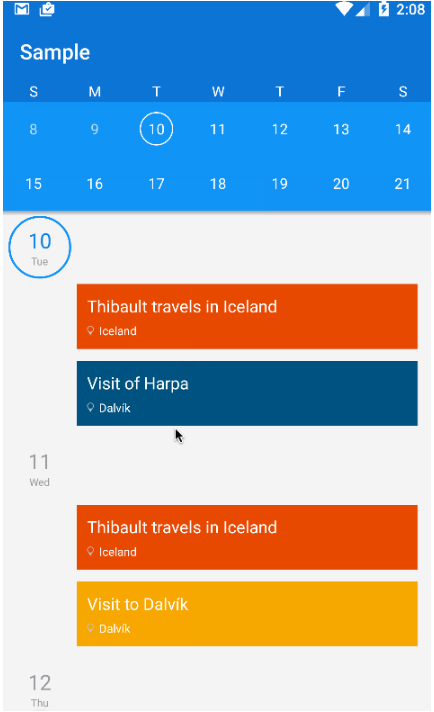 2:08
Sample
S M T W T F S
8 9 10 11 12 13 14
15 16 17 18 19 20 21
10
Tue
Thibault travels in Iceland
Iceland
Visit of Harpa
Dalvík
11
Wed
Thibault travels in Iceland
Iceland
Visit to Dalvík
Dalvík
12
Thu